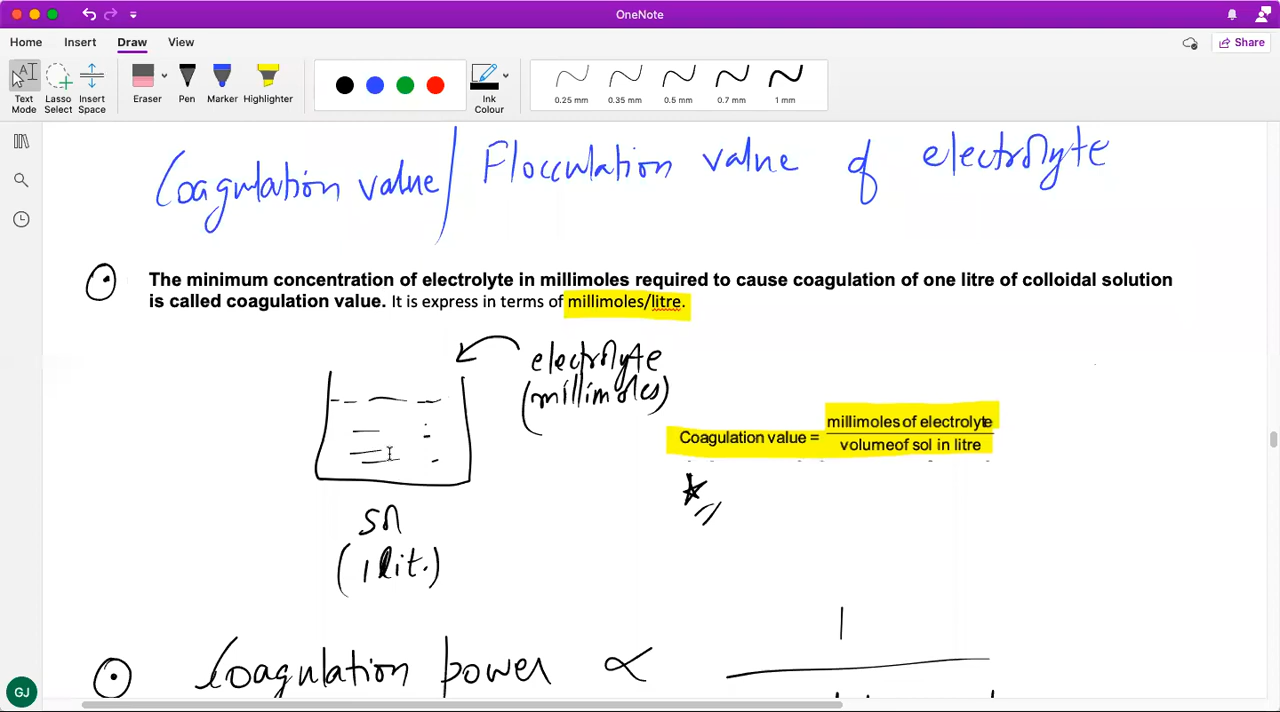 OneNote
Home Insert Draw View
Share
Text Mode
Lasso Select
Insert Space
Eraser
Pen
Marker
Highlighter
Ink Colour
0.25 mm 0.35 mm 0.5 mm 0.7 mm 1 mm
Coagulation value/ Flocculation value of electrolyte
The minimum concentration of electrolyte in millimoles required to cause coagulation of one litre of colloidal solution
is called coagulation value. It is express in terms of millimoles/litre.
electrolyte
(millimoles)
Coagulation value = millimoles of electrolyte
volumeof sol in litre
sol
(1 lit.)
1
Coagulation power ∝
GJ